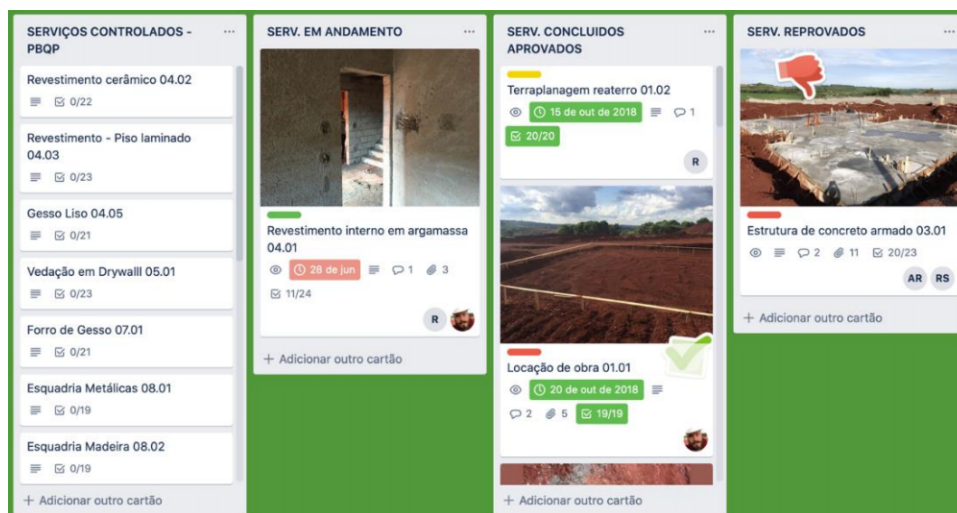 SERVIÇOS CONTROLADOS -
PBQP
Revestimento cerâmico 04.02
0/22
Revestimento - Piso laminado
04.03
0/23
Gesso Liso 04.05
0/21
Vedação em Drywalll 05.01
0/23
Forro de Gesso 07.01
0/21
Esquadria Metálicas 08.01
0/19
Esquadria Madeira 08.02
0/19
+ Adicionar outro cartão
SERV. EM ANDAMENTO
Revestimento interno em argamassa
04.01
28 de jun 1 3
11/24
R
+ Adicionar outro cartão
SERV. CONCLUIDOS
APROVADOS
Terraplanagem reaterro 01.02
15 de out de 2018 1
20/20
R
Locação de obra 01.01
20 de out de 2018
2 5 19/19
+ Adicionar outro cartão
SERV. REPROVADOS
Estrutura de concreto armado 03.01
2 11 20/23
AR RS
+ Adicionar outro cartão